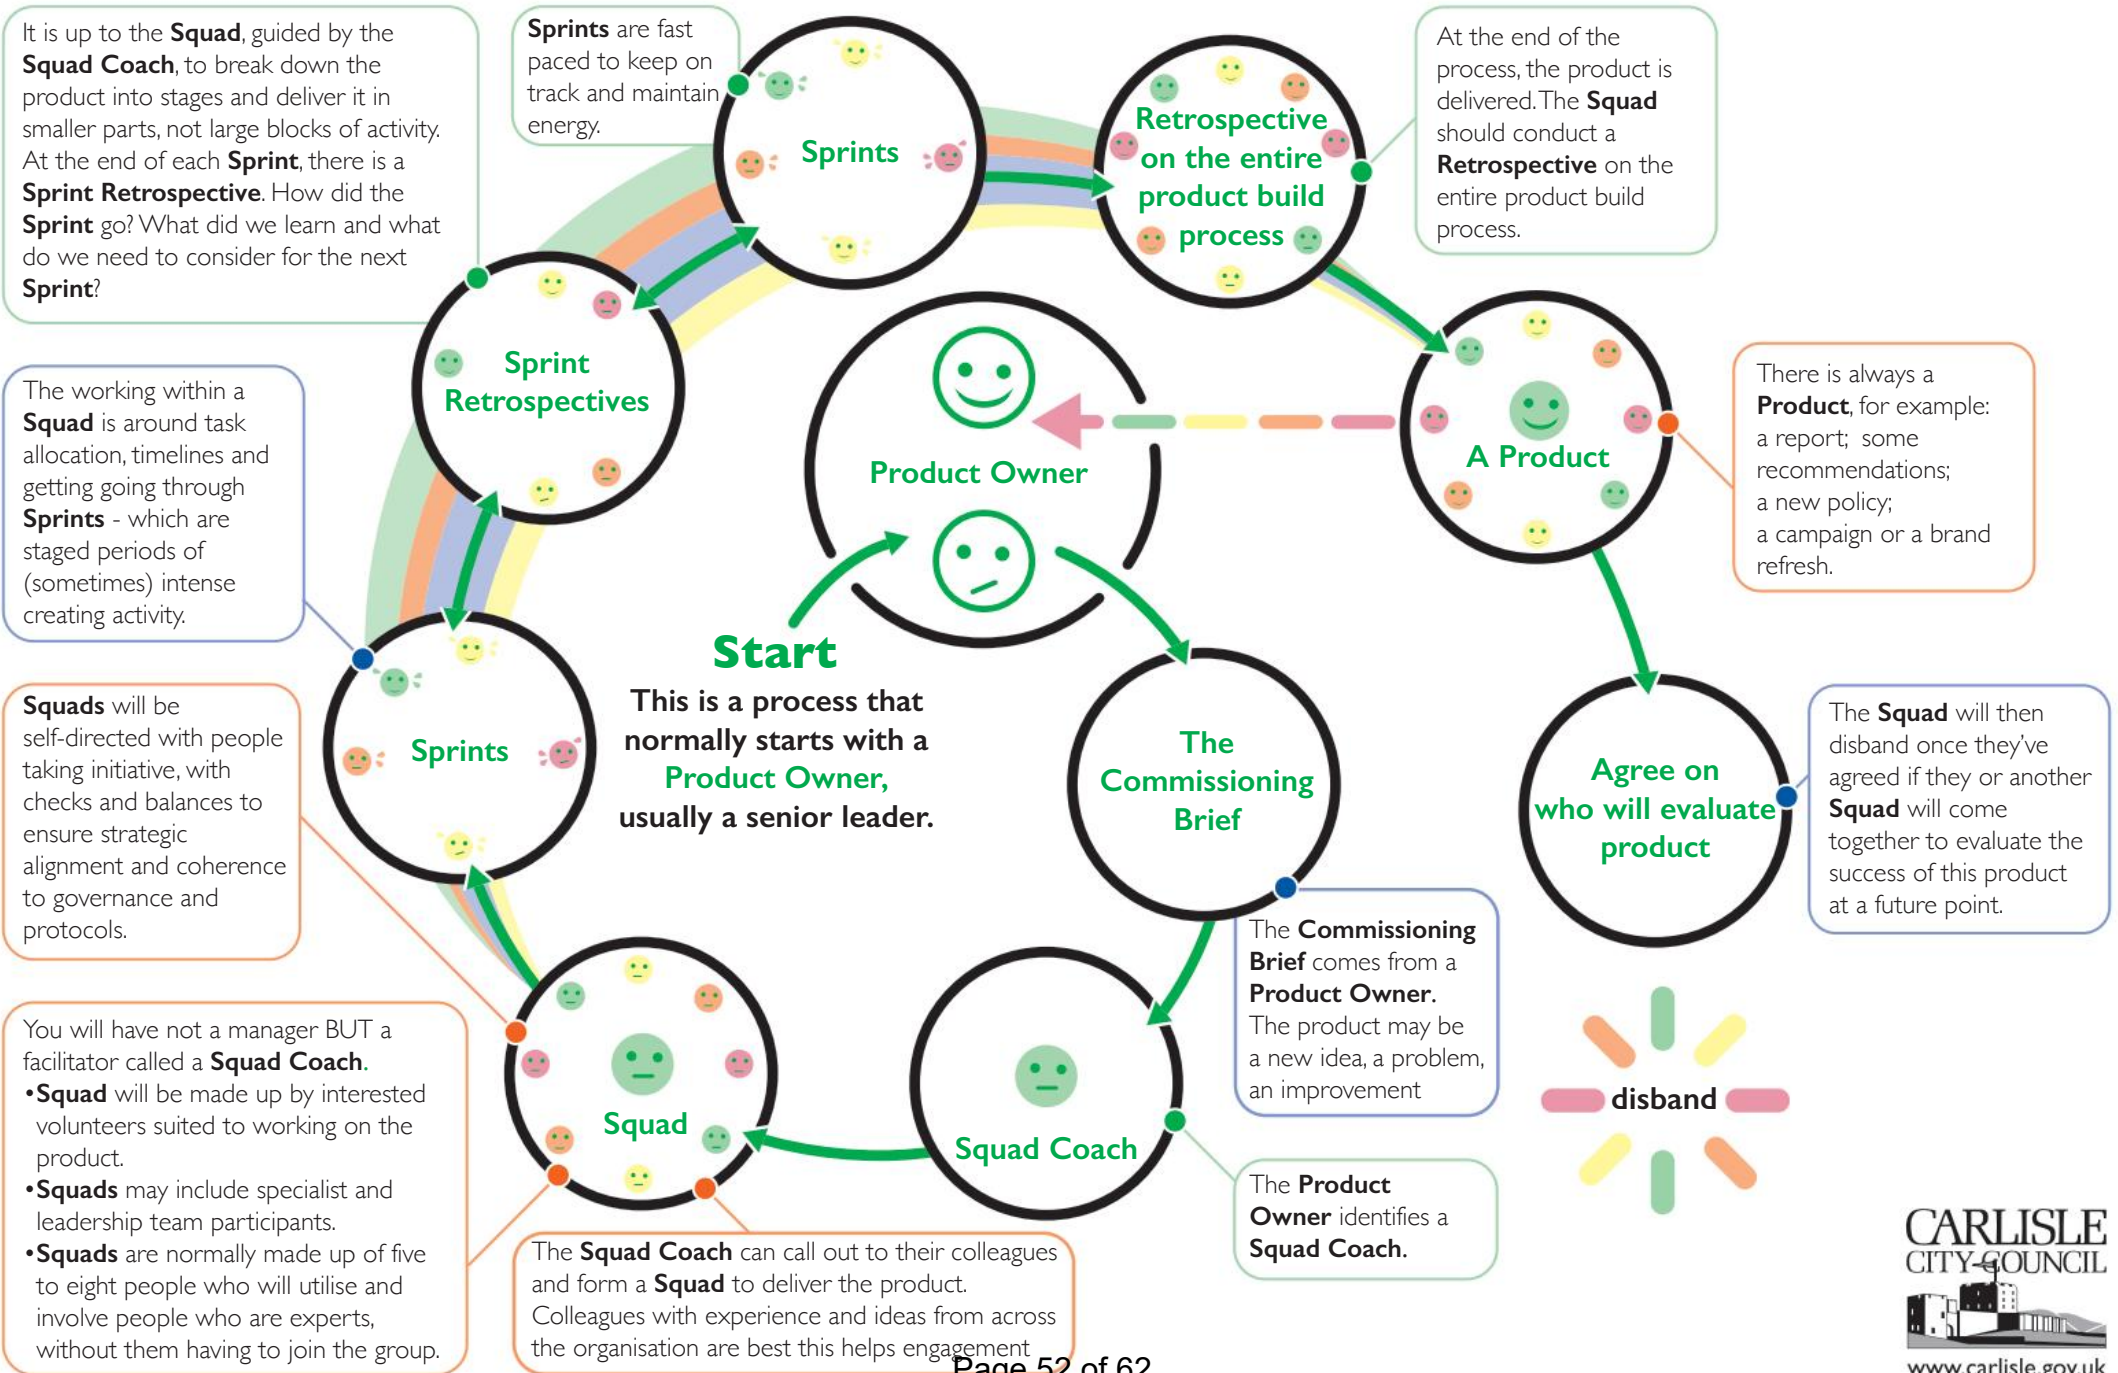 It is up to the Squad, guided by the
Squad Coach, to break down the
product into stages and deliver it in
smaller parts, not large blocks of activity.
At the end of each Sprint, there is a
Sprint Retrospective. How did the
Sprint go? What did we learn and what
do we need to consider for the next
Sprint?
Sprints are fast
paced to keep on
track and maintain
energy.
Sprints
Retrospective
on the entire
product build
process
At the end of the
process, the product is
delivered. The Squad
should conduct a
Retrospective on the
entire product build
process.
Sprint
Retrospectives
Product Owner
A Product
There is always a
Product, for example:
a report; some
recommendations;
a new policy;
a campaign or a brand
refresh.
The working within a
Squad is around task
allocation, timelines and
getting going through
Sprints - which are
staged periods of
(sometimes) intense
creating activity.
Start
This is a process that
normally starts with a
Product Owner,
usually a senior leader.
Sprints
The
Commissioning
Brief
Agree on
who will evaluate
product
The Squad will then
disband once they've
agreed if they or another
Squad will come
together to evaluate the
success of this product
at a future point.
Squads will be
self-directed with people
taking initiative, with
checks and balances to
ensure strategic
alignment and coherence
to governance and
protocols.
The Commissioning
Brief comes from a
Product Owner.
The product may be
a new idea, a problem,
an improvement
disband
You will have not a manager BUT a
facilitator called a Squad Coach.
•Squad will be made up by interested
volunteers suited to working on the
product.
•Squads may include specialist and
leadership team participants.
•Squads are normally made up of five
to eight people who will utilise and
involve people who are experts,
without them having to join the group.
Squad
Squad Coach
The Product
Owner identifies a
Squad Coach.
The Squad Coach can call out to their colleagues
and form a Squad to deliver the product.
Colleagues with experience and ideas from across
the organisation are best this helps engagement
Page 52 of 62
CARLISLE
CITY-COUNCIL
www.carlisle.gov.uk